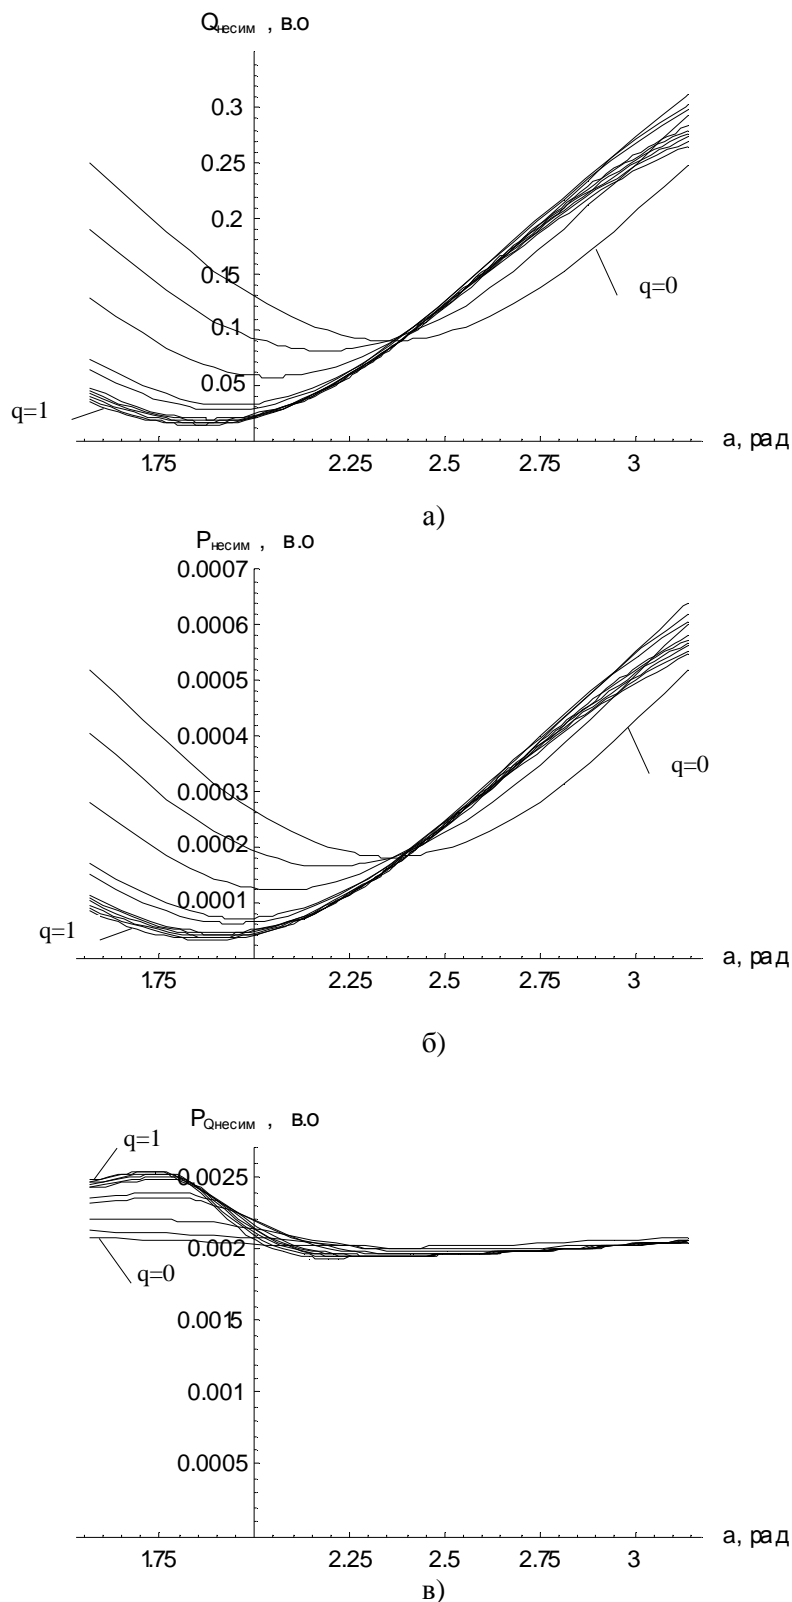 Qнесим , в.о
0.3
0.25
0.2
0.15
q=0
0.1
0.05
q=1
1.75 2.25 2.5 2.75 3
а, рад
а)
Pнесим , в.о
0.0007
0.0006
0.0005
0.0004
0.0003
q=0
0.0002
0.0001
q=1
1.75 2.25 2.5 2.75 3
а, рад
б)
PQнесим , в.о
q=1
0.0025
0.002
q=0
0.0015
0.001
0.0005
1.75 2.25 2.5 2.75 3
а, рад
в)